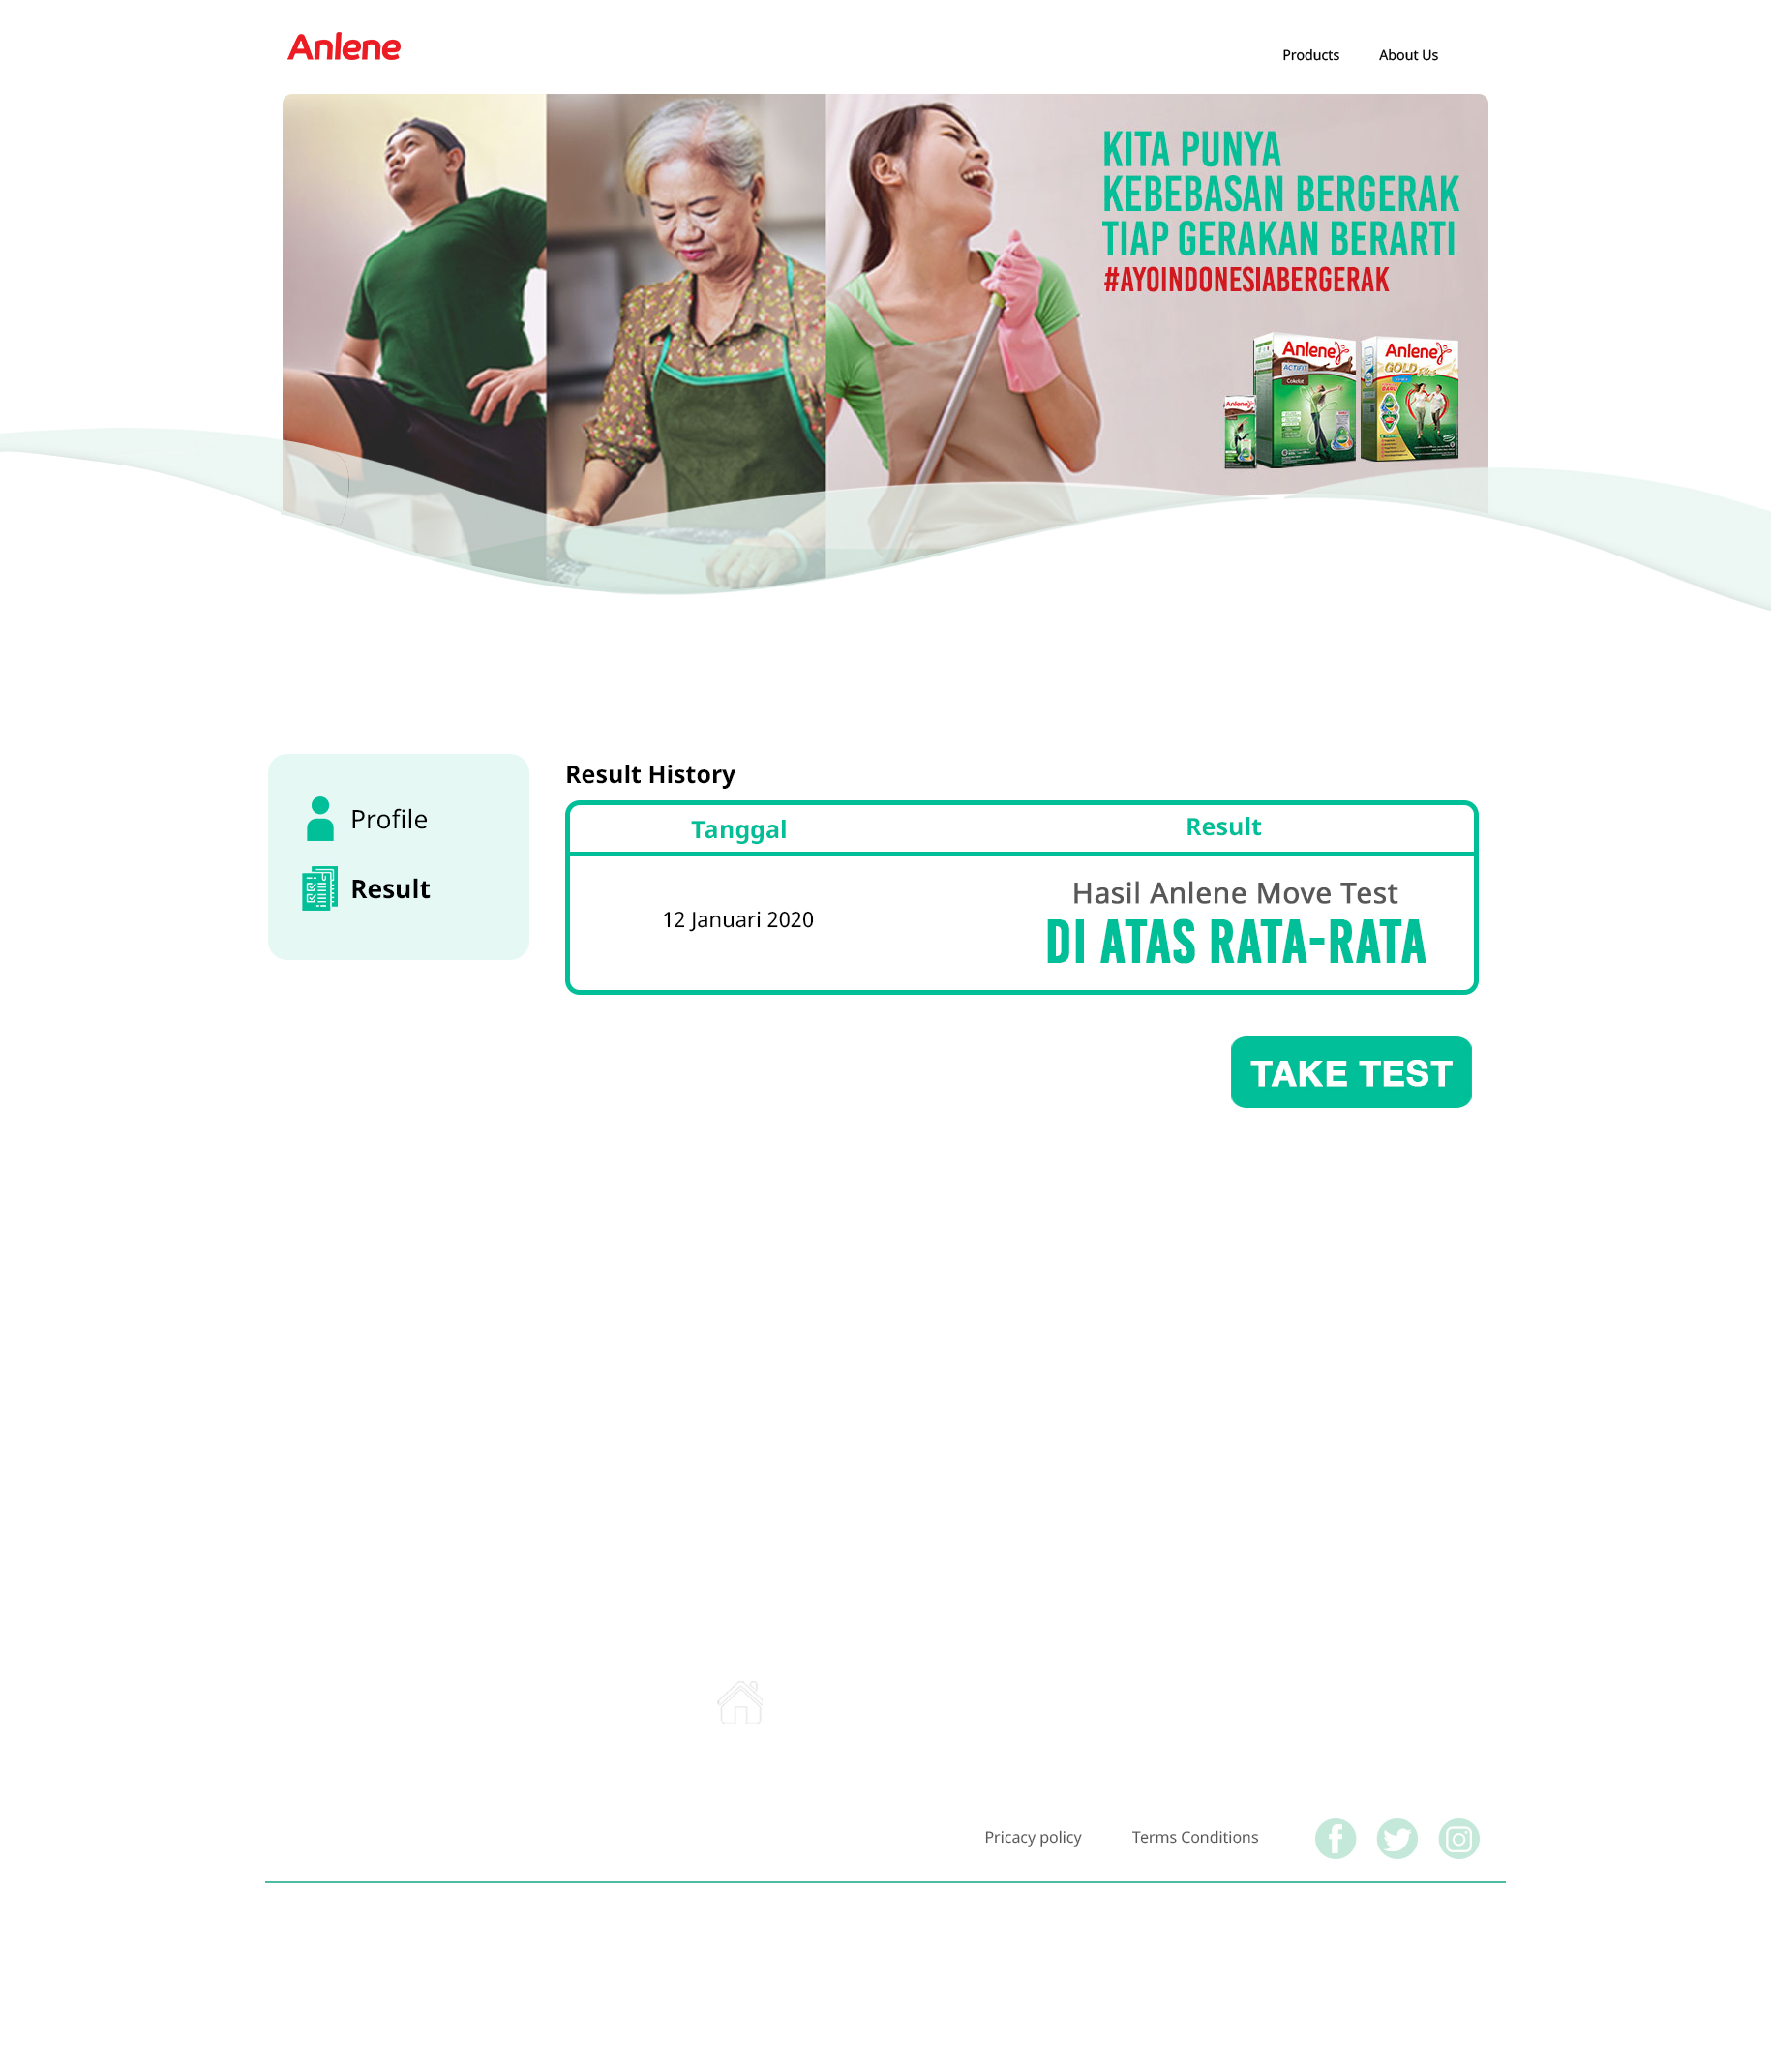 Anlene
Products
About Us
KITA PUNYA
KEBEBASAN BERGERAK
TIAP GERAKAN BERARTI
#AYOINDONESIABERGERAK
Anlene
ACTIFIT
Cokelat
Anlene
GOLD Plus
Anlene
Profile
Result
Result History
Tanggal
Result
12 Januari 2020
Hasil Anlene Move Test
DI ATAS RATA-RATA
TAKE TEST
Pricacy policy
Terms Conditions